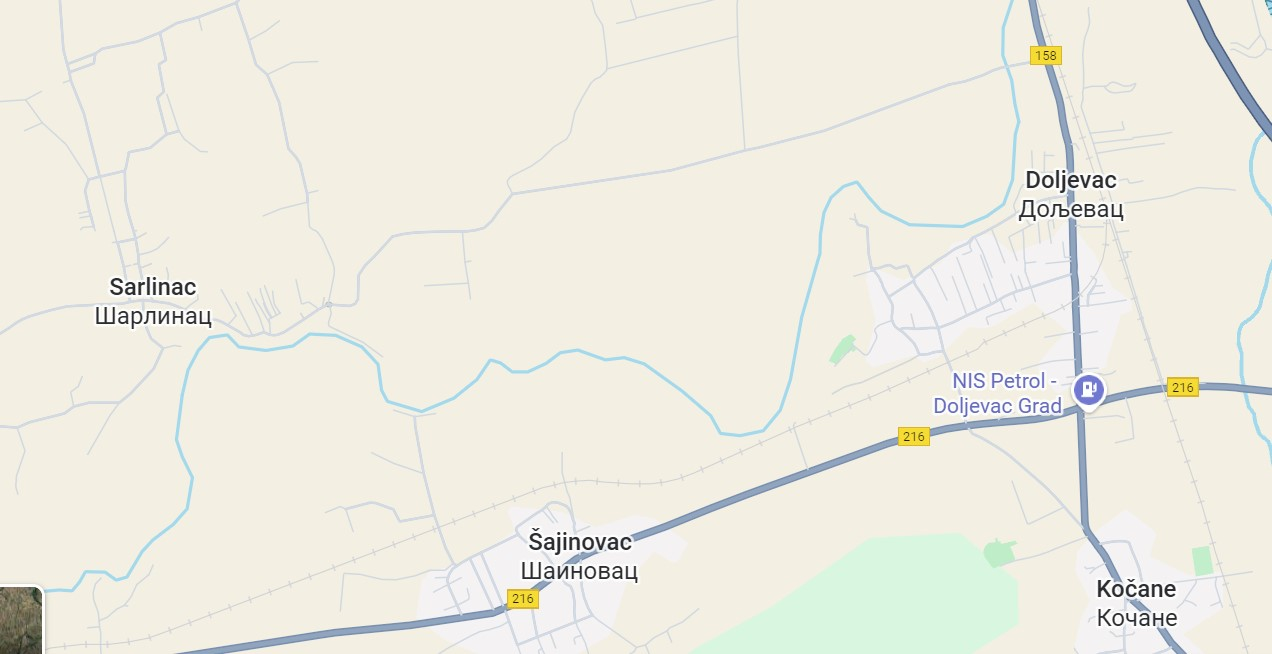 158
Doljevac
Дољевац
Sarlinac
Шарлинац
NIS Petrol -
Doljevac Grad
216
216
Šajinovac
Шаиновац
216
Kočane
Кочане